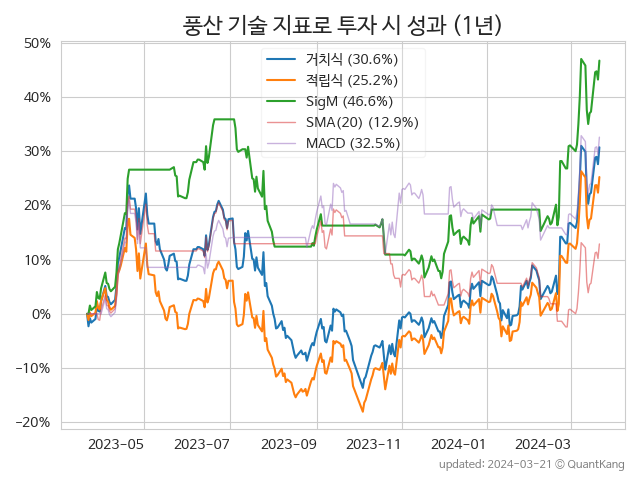 풍산 기술 지표로 투자 시 성과 (1년)
거치식 (30.6%)
적립식 (25.2%)
SigM (46.6%)
SMA(20) (12.9%)
MACD (32.5%)
50%
40%
30%
20%
10%
0%
−10%
−20%
2023-05
2023-07
2023-09
2023-11
2024-01
2024-03
updated: 2024-03-21 ⓒ QuantKang